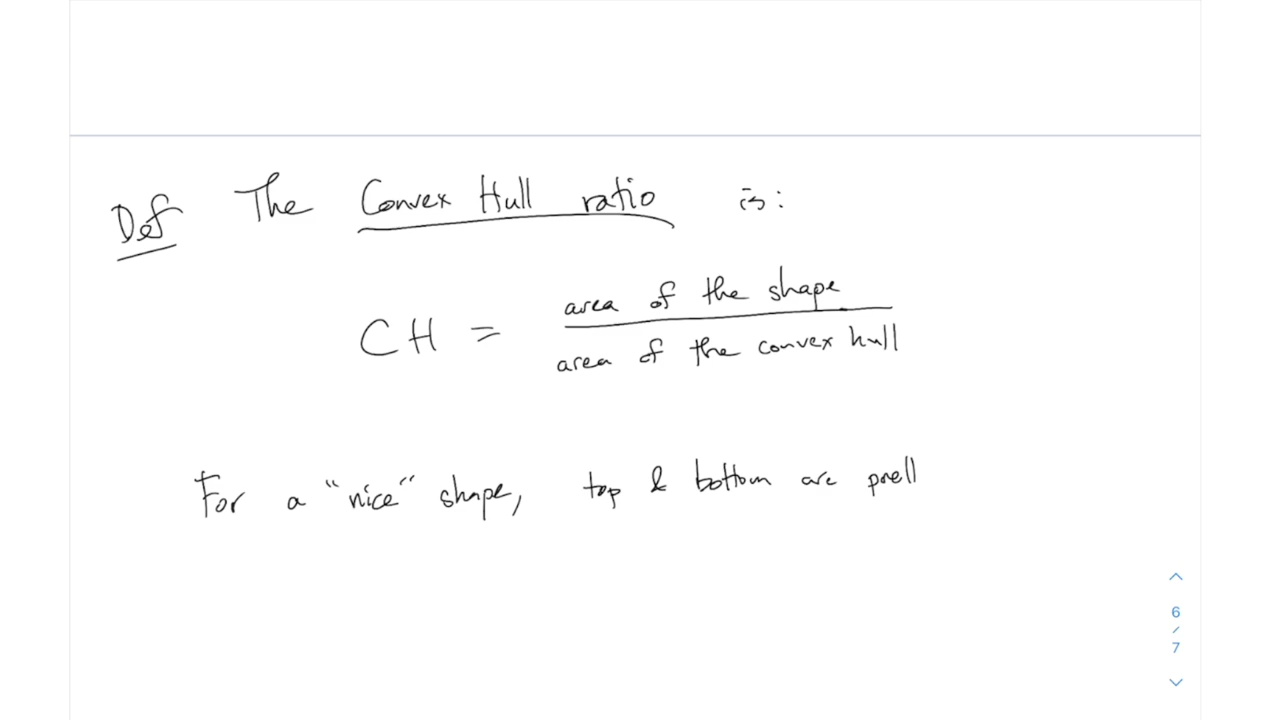 Def The Convex Hull ratio is:
CH = area of the shape / area of the convex hull
For a "nice" shape, top & bottom are prell
6
/
7